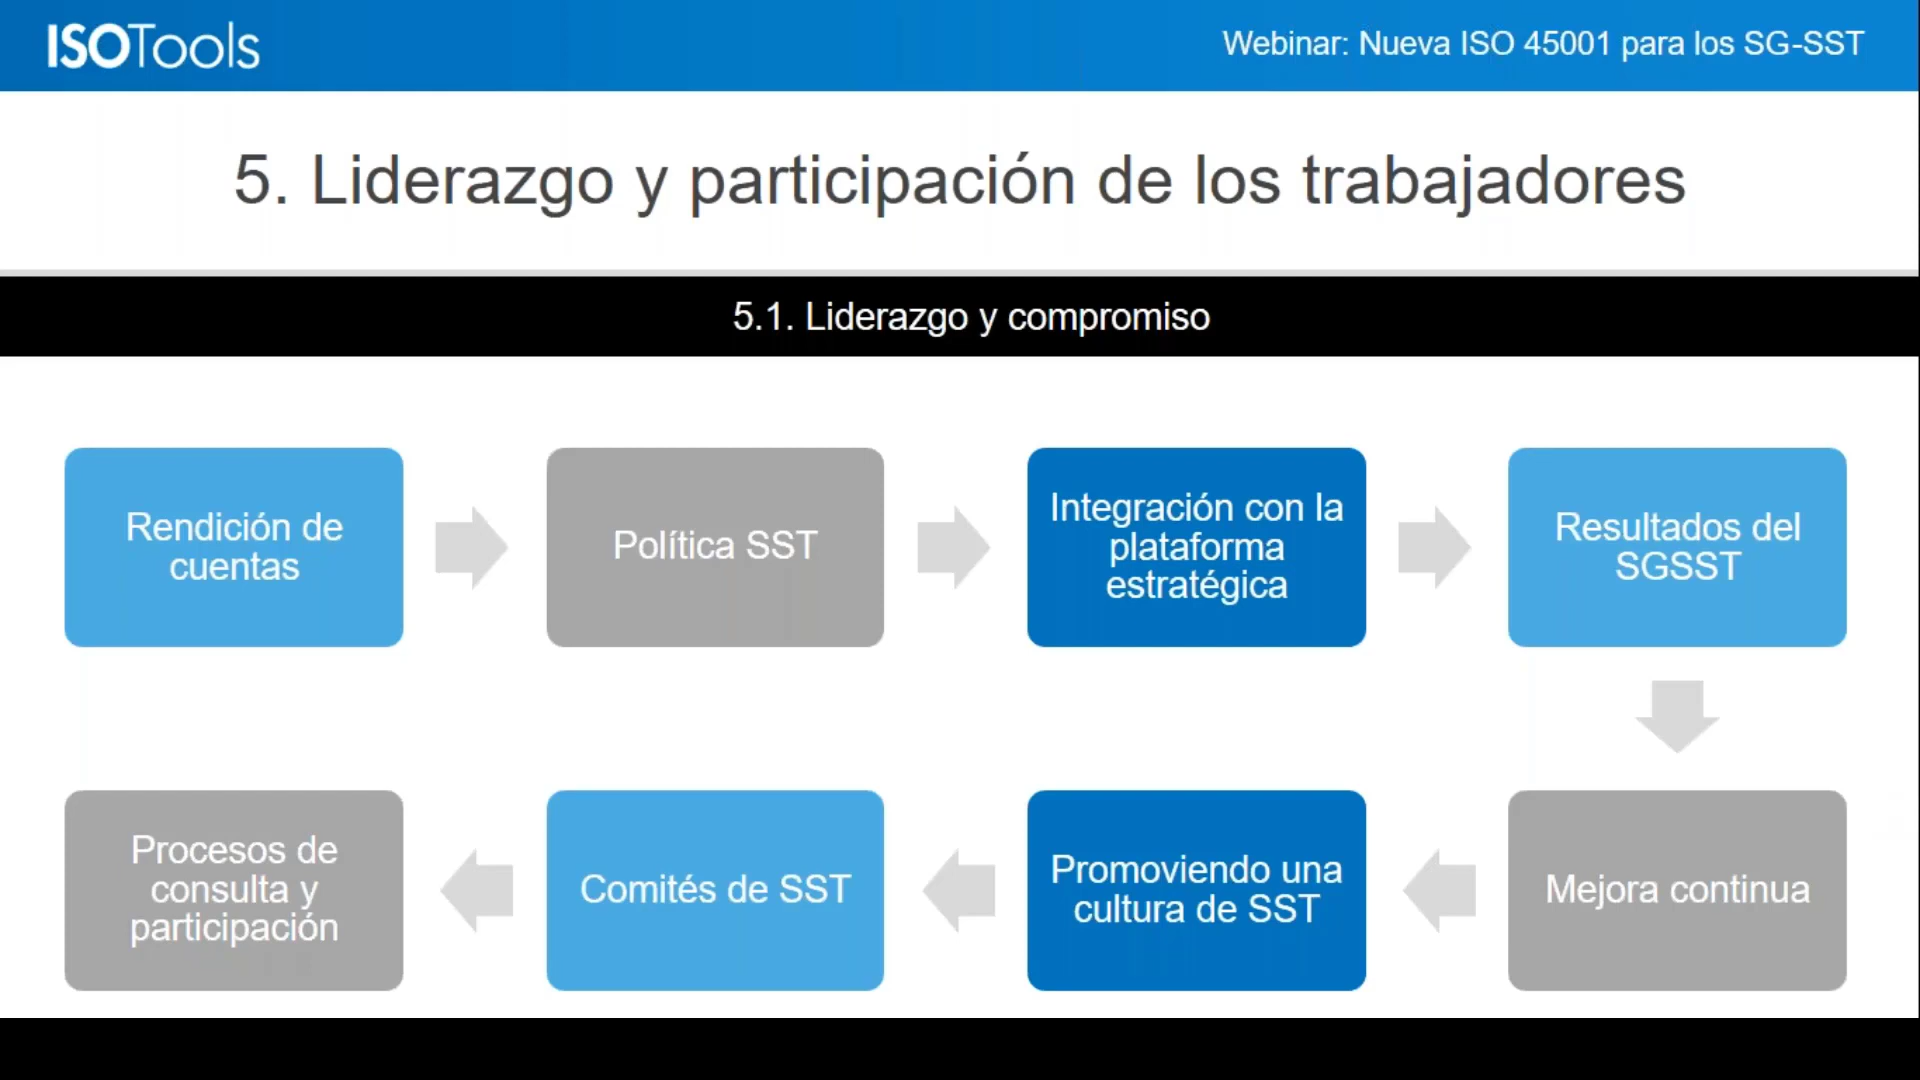 ISOTools
Webinar: Nueva ISO 45001 para los SG-SST
5. Liderazgo y participación de los trabajadores
5.1. Liderazgo y compromiso
Rendición de
cuentas
Política SST
Integración con la
plataforma
estratégica
Resultados del
SGSST
Mejora continua
Promoviendo una
cultura de SST
Comités de SST
Procesos de
consulta y
participación